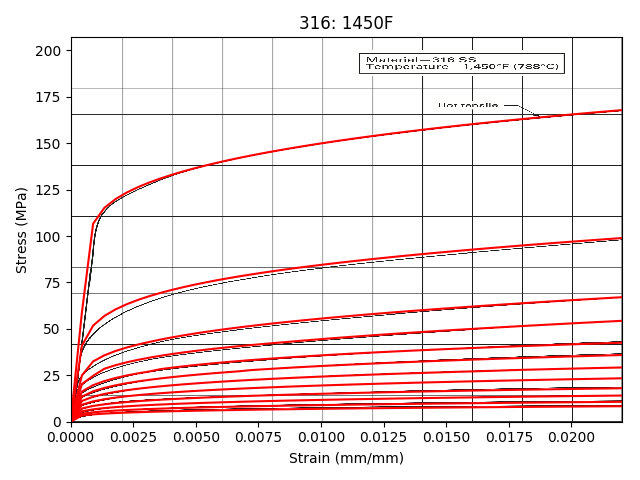 316: 1450F
Material—316 SS
Temperature—1,450°F (788°C)
Hot tensile
Stress (MPa)
200
175
150
125
100
75
50
25
0
0.0000 0.0025 0.0050 0.0075 0.0100 0.0125 0.0150 0.0175 0.0200
Strain (mm/mm)